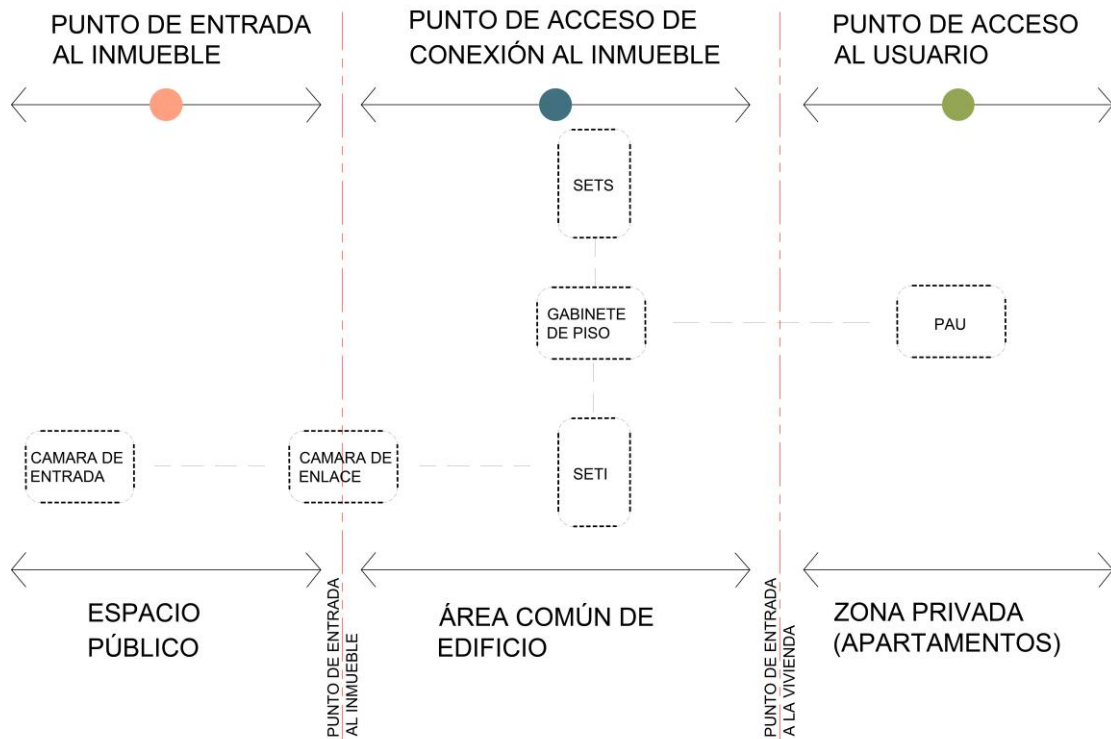 PUNTO DE ENTRADA
AL INMUEBLE
PUNTO DE ACCESO DE
CONEXIÓN AL INMUEBLE
PUNTO DE ACCESO
AL USUARIO
SETS
GABINETE
DE PISO
PAU
CAMARA DE
ENTRADA
CAMARA DE
ENLACE
SETI
ESPACIO
PÚBLICO
PUNTO DE ENTRADA
AL INMUEBLE
ÁREA COMÚN DE
EDIFICIO
PUNTO DE ENTRADA
A LA VIVIENDA
ZONA PRIVADA
(APARTAMENTOS)